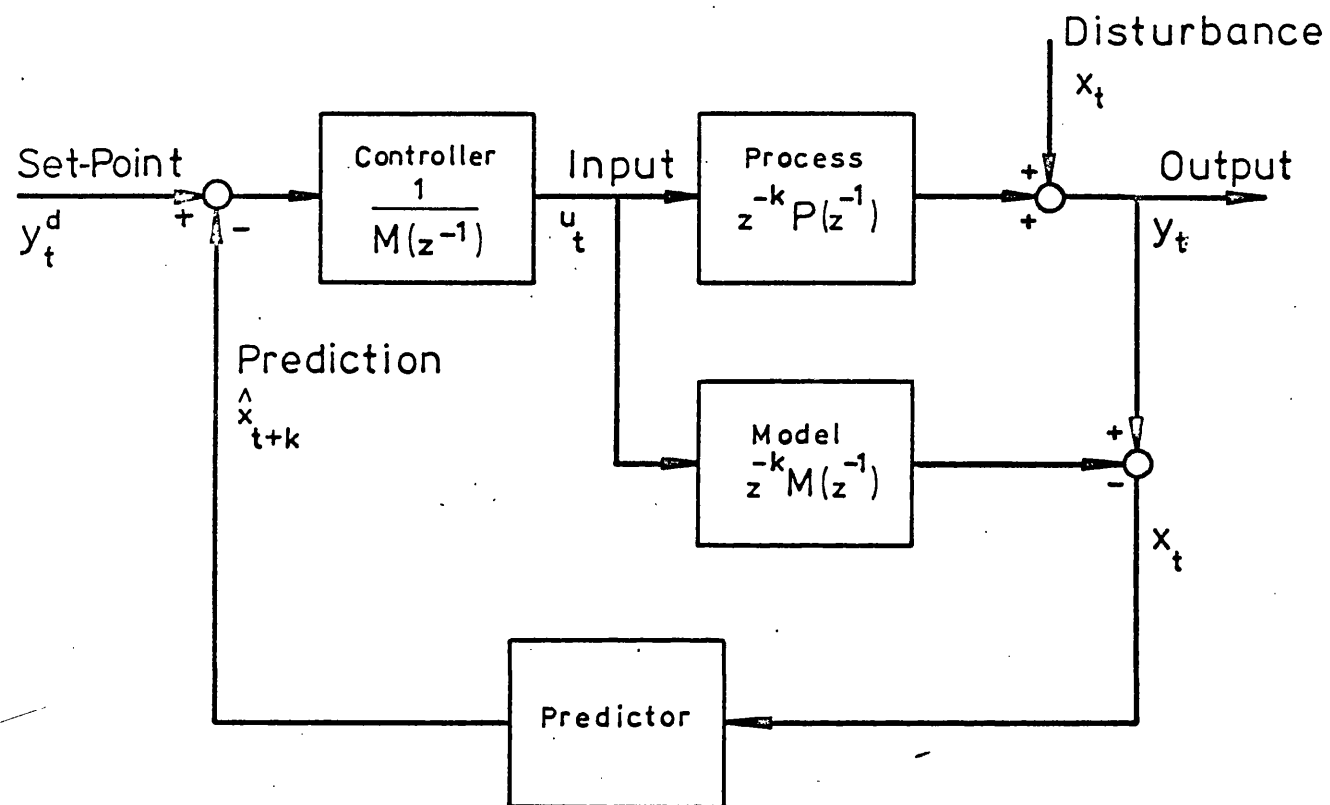 Disturbance
x_t
Set-Point
y_t^d
+
-
Controller
1
M(z^-1)
Input
u_t
Process
z^-k P(z^-1)
+
+
Output
y_t
Prediction
x̂_t+k
Model
z^-k M(z^-1)
+
-
x_t
Predictor